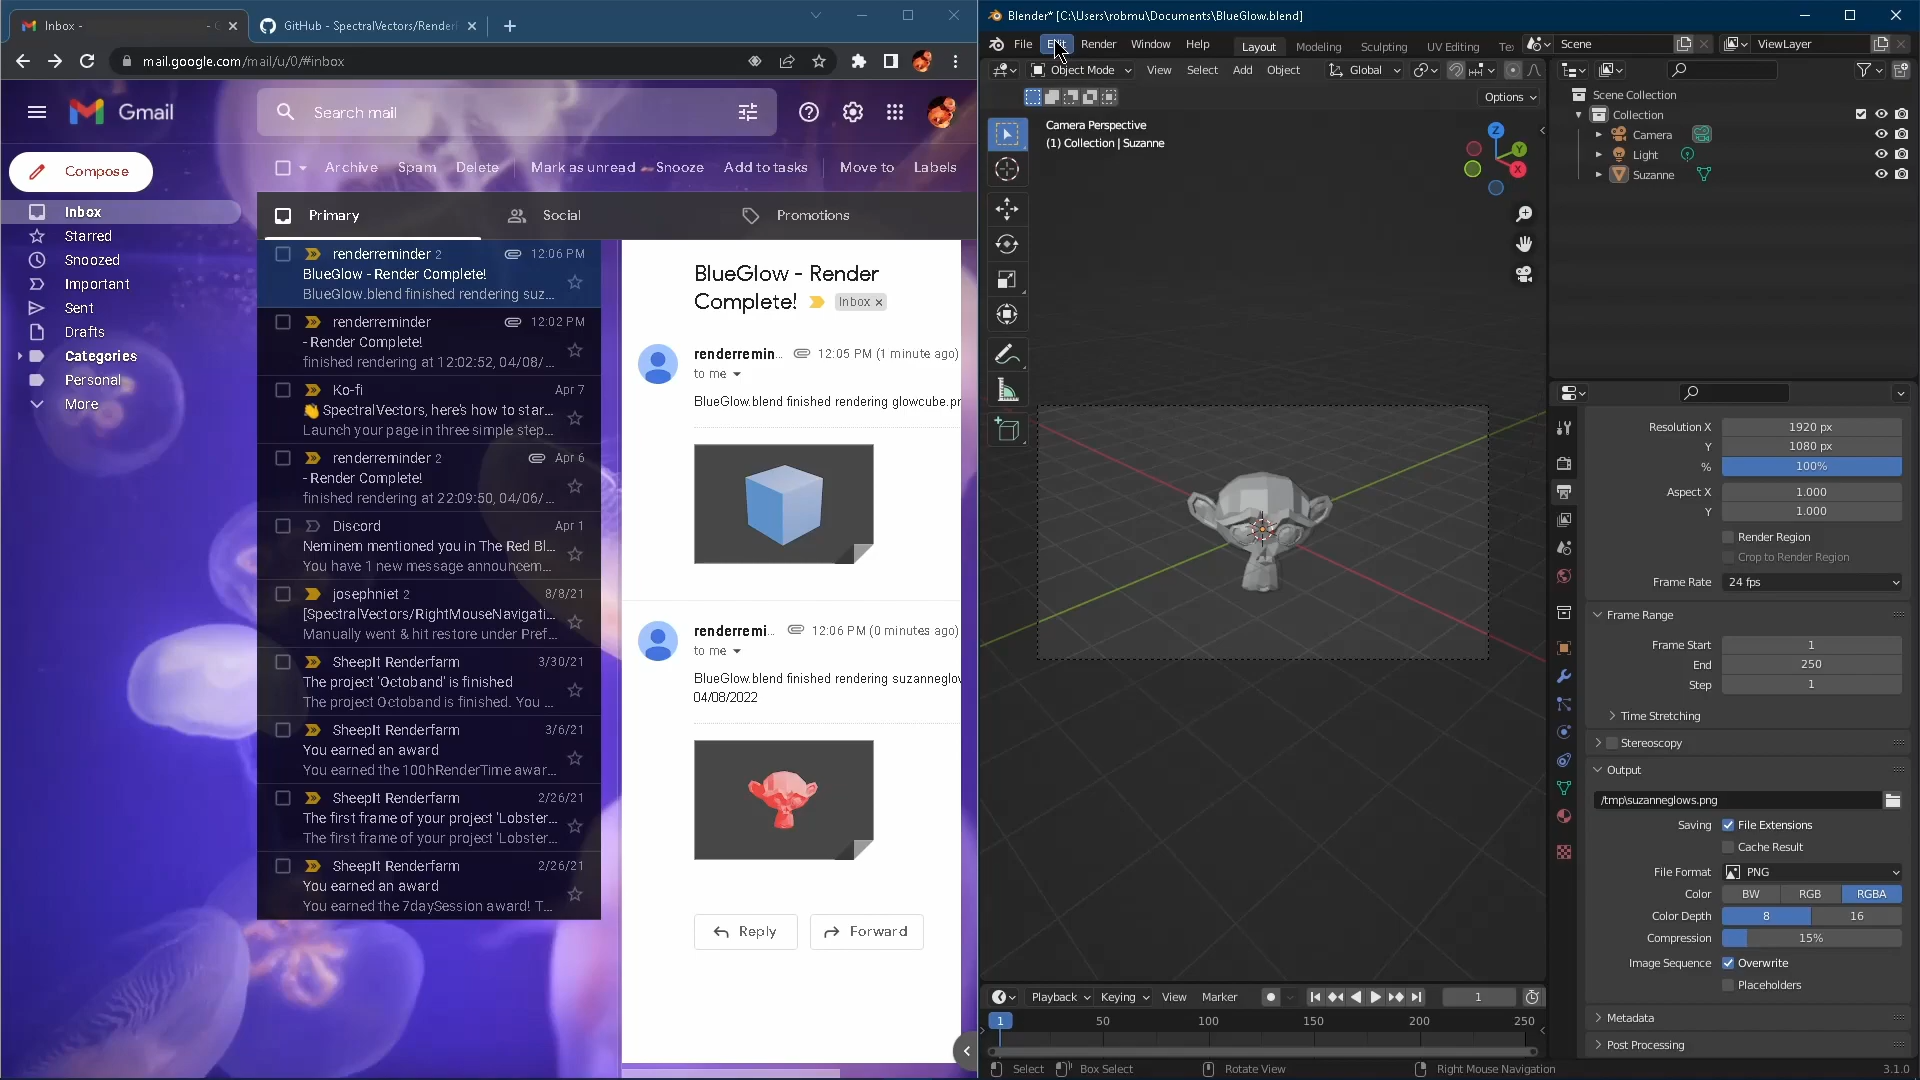 Inbox -
GitHub - SpectralVectors/Render
mail.google.com/mail/u/0/#inbox
Gmail
Search mail
Compose
Archive
Spam
Delete
Mark as unread
Snooze
Add to tasks
Move to
Labels
Inbox
Starred
Snoozed
Important
Sent
Drafts
Categories
Personal
More
Primary
Social
Promotions
renderreminder 2 12:06 PM
BlueGlow - Render Complete!
BlueGlow.blend finished rendering suz...
renderreminder 12:02 PM
- Render Complete!
finished rendering at 12:02:52, 04/08/ ...
Ko-fi Apr 7
👏 SpectralVectors, here's how to star...
Launch your page in three simple step...
renderreminder 2 Apr 6
- Render Complete!
finished rendering at 22:09:50, 04/06/ ...
Discord Apr 1
Neminem mentioned you in The Red Bl...
You have 1 new message announcem...
josephniet 2 8/8/21
[SpectralVectors/RightMouseNavigati...
Manually went & hit restore under Pref...
SheepIt Renderfarm 3/30/21
The project 'Octoband' is finished
The project Octoband is finished. You ...
SheepIt Renderfarm 3/6/21
You earned an award
You earned the 100hRenderTime awar...
SheepIt Renderfarm 2/26/21
The first frame of your project 'Lobster...
The first frame of your project 'Lobster...
SheepIt Renderfarm 2/26/21
You earned an award
You earned the 7daySession award! T...
BlueGlow - Render
Complete! Inbox ×
renderremin... 12:05 PM (1 minute ago)
to me
BlueGlow.blend finished rendering glowcube.pr
renderremi... 12:06 PM (0 minutes ago)
to me
BlueGlow.blend finished rendering suzanneglov
04/08/2022
Reply
Forward
Blender* [C:\Users\robmu\Documents\BlueGlow.blend]
File
Edit
Render
Window
Help
Layout
Modeling
Sculpting
UV Editing
Te
Scene
ViewLayer
Object Mode
View
Select
Add
Object
Global
Options
Camera Perspective
(1) Collection | Suzanne
Z
Y
X
Scene Collection
Collection
Camera
Light
Suzanne
Resolution X 1920 px
Y 1080 px
% 100%
Aspect X 1.000
Y 1.000
Render Region
Crop to Render Region
Frame Rate 24 fps
Frame Range
Frame Start 1
End 250
Step 1
Time Stretching
Stereoscopy
Output
/tmp\suzanneglows.png
Saving File Extensions
Cache Result
File Format PNG
Color BW RGB RGBA
Color Depth 8 16
Compression 15%
Image Sequence Overwrite
Placeholders
Metadata
Post Processing
Playback
Keying
View
Marker
1
1 50 100 150 200 250
Select
Box Select
Rotate View
Right Mouse Navigation
3.1.0